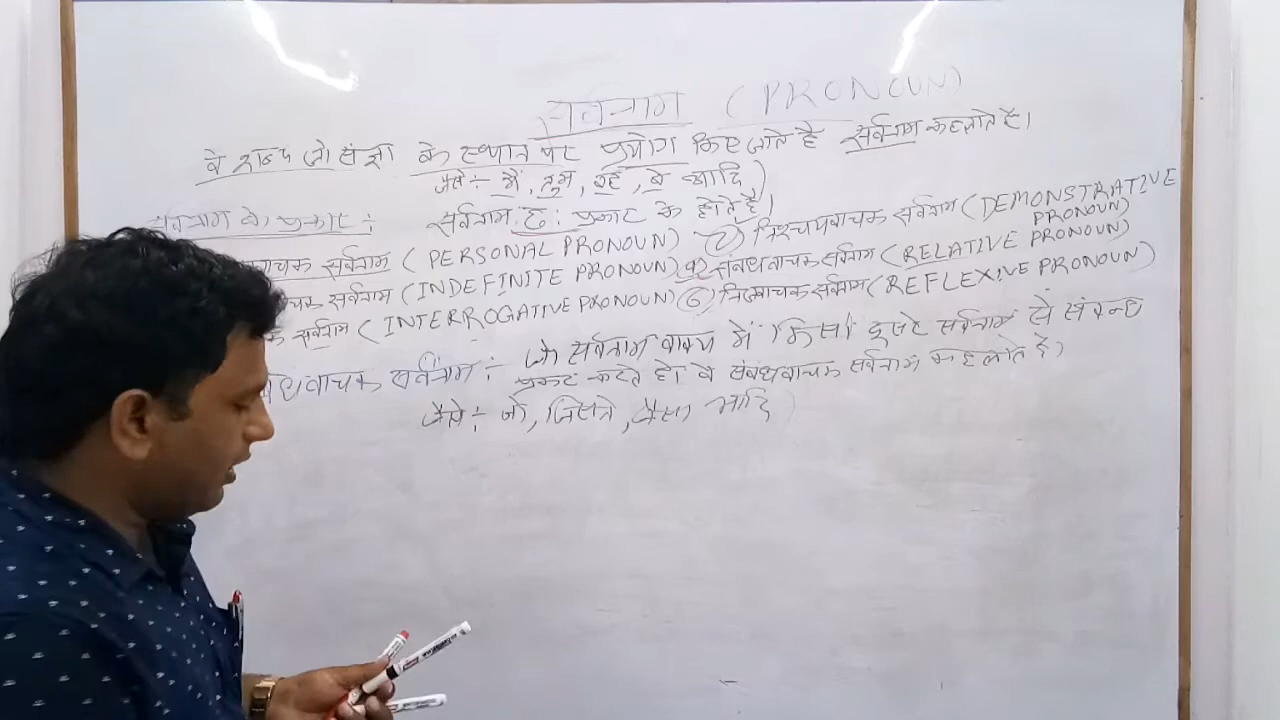 सर्वनाम (PRONOUN)
वे शब्द जो संज्ञा के स्थान पर प्रयोग किए जाते है सर्वनाम कहलाते है।
जैसे ÷ मैं, तुम, वह, वे आदि)
सर्वनाम के प्रकार ÷ सर्वनाम छः प्रकार के होते है।
वाचक सर्वनाम (PERSONAL PRONOUN) (2) निश्चयवाचक सर्वनाम (DEMONSTRATIVE PRONOUN)
चक सर्वनाम (INDEFINITE PRONOUN) संबंधवाचक सर्वनाम (RELATIVE PRONOUN)
क सर्वनाम (INTERROGATIVE PRONOUN) (6) निजवाचक सर्वनाम (REFLEXIVE PRONOUN)
धवाचक सर्वनाम ÷ जो सर्वनाम वाक्य में किसी दूसरे सर्वनाम से संबन्ध
प्रकट करते हो। वे संबंधवाचक सर्वनाम कहलाते है)
जैसे ÷ जो, जिसने, जैसा आदि)